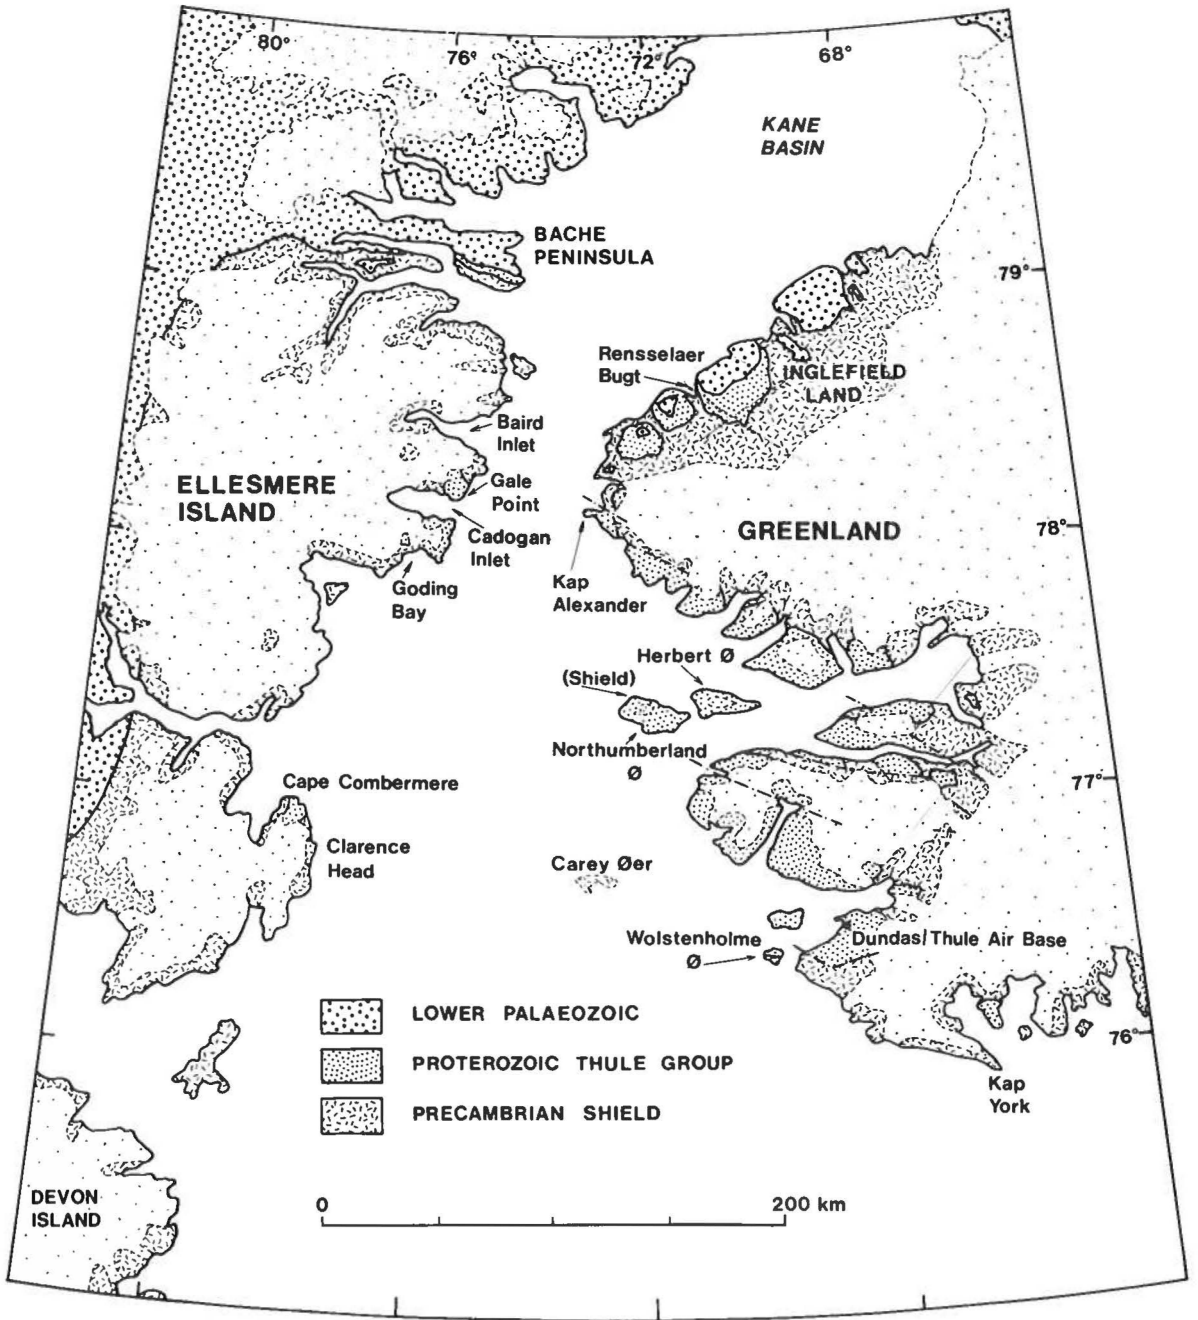 80°
76°
72°
68°
KANE
BASIN
BACHE
PENINSULA
79°
Rensselaer
Bugt
INGLEFIELD
LAND
Baird
Inlet
ELLESMERE
ISLAND
Gale
Point
GREENLAND
78°
Cadogan
Inlet
Goding
Bay
Kap
Alexander
Herbert Ø
(Shield)
Northumberland
Ø
77°
Cape Combermere
Clarence
Head
Carey Øer
Wolstenholme
Ø
Dundas/Thule Air Base
LOWER PALAEOZOIC
76°
PROTEROZOIC THULE GROUP
Kap
York
PRECAMBRIAN SHIELD
DEVON
ISLAND
0 200 km